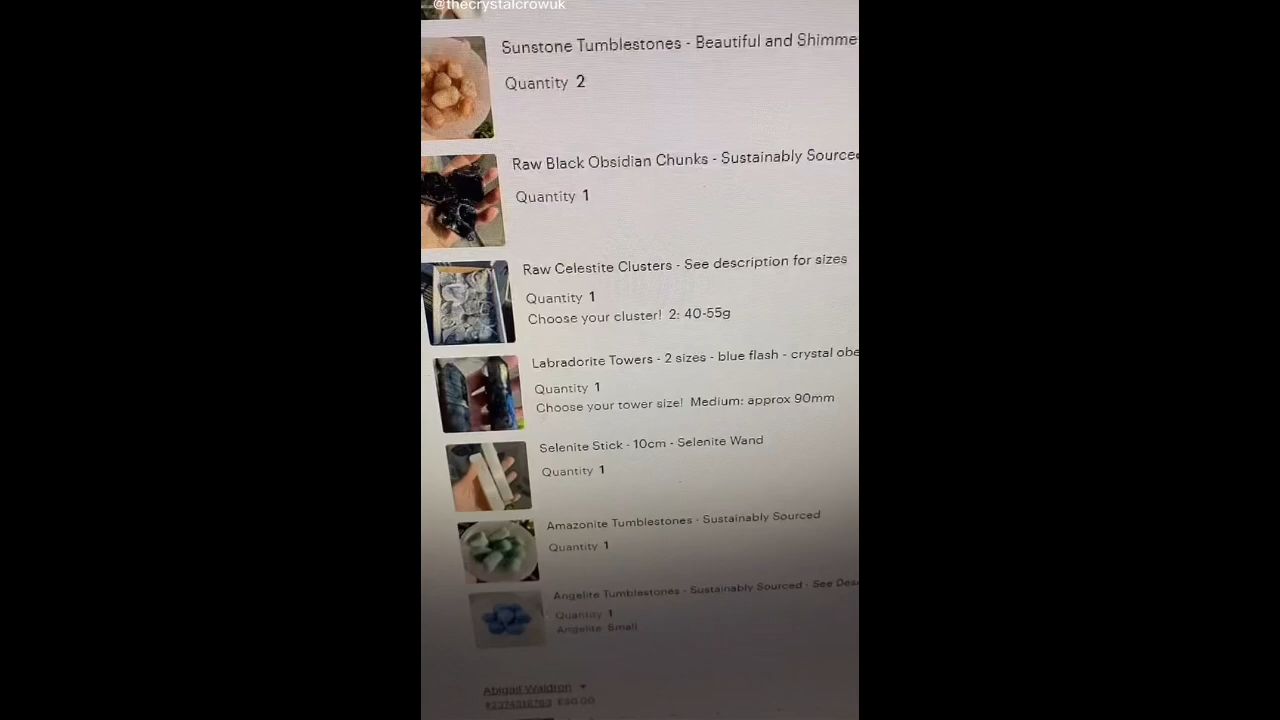 @thecrystalcrowuk
Sunstone Tumblestones - Beautiful and Shimme
Quantity 2
Raw Black Obsidian Chunks - Sustainably Source
Quantity 1
Raw Celestite Clusters - See description for sizes
Quantity 1
Choose your cluster! 2: 40-55g
Labradorite Towers - 2 sizes - blue flash - crystal obe
Quantity 1
Choose your tower size! Medium: approx 90mm
Selenite Stick - 10cm - Selenite Wand
Quantity 1
Amazonite Tumblestones - Sustainably Sourced
Quantity 1
Angelite Tumblestones - Sustainably Sourced - See Des
Quantity 1
Angelite Small
Abigail Waldron